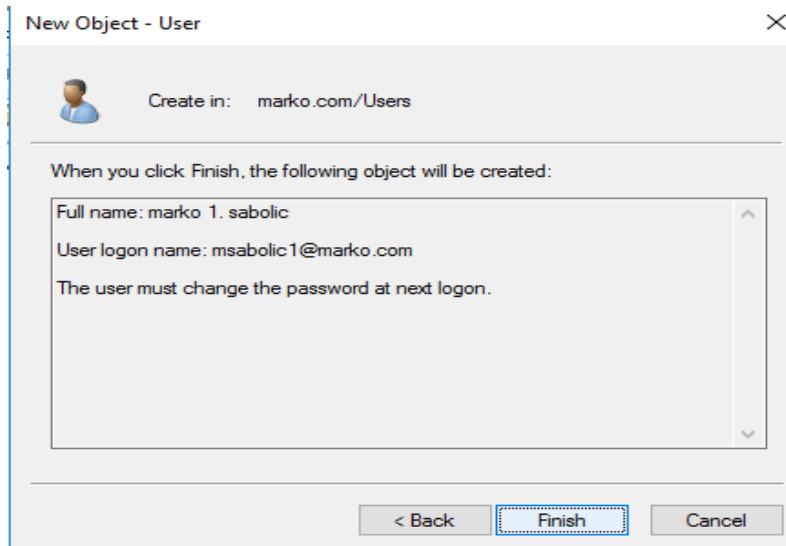 New Object - User
Create in: marko.com/Users
When you click Finish, the following object will be created:
Full name: marko 1. sabolic
User logon name: msabolic1@marko.com
The user must change the password at next logon.
< Back Finish Cancel